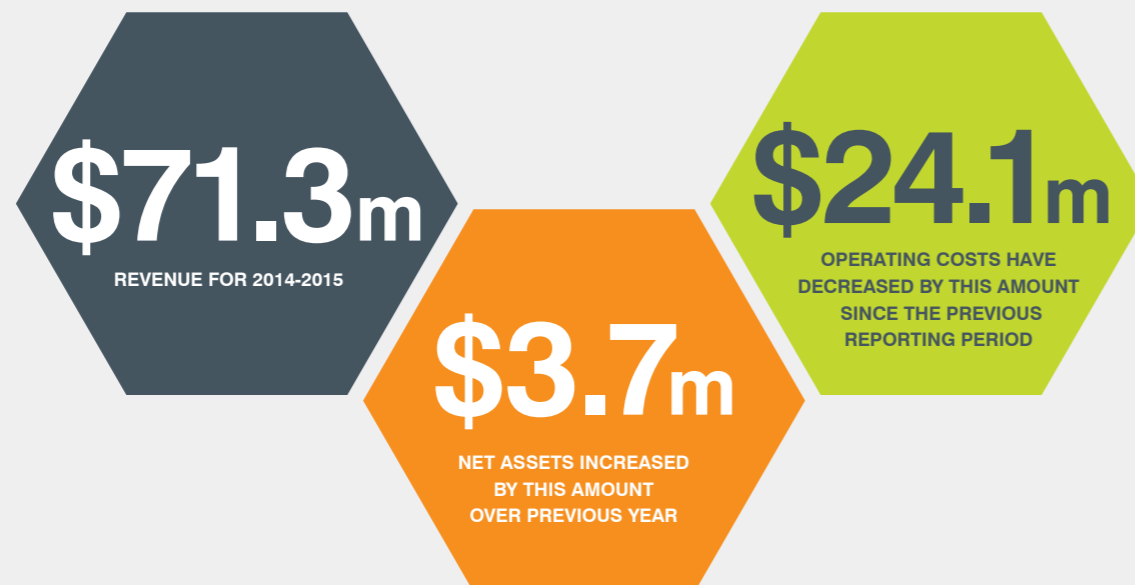 $71.3m
REVENUE FOR 2014-2015
$3.7m
NET ASSETS INCREASED
BY THIS AMOUNT
OVER PREVIOUS YEAR
$24.1m
OPERATING COSTS HAVE
DECREASED BY THIS AMOUNT
SINCE THE PREVIOUS
REPORTING PERIOD